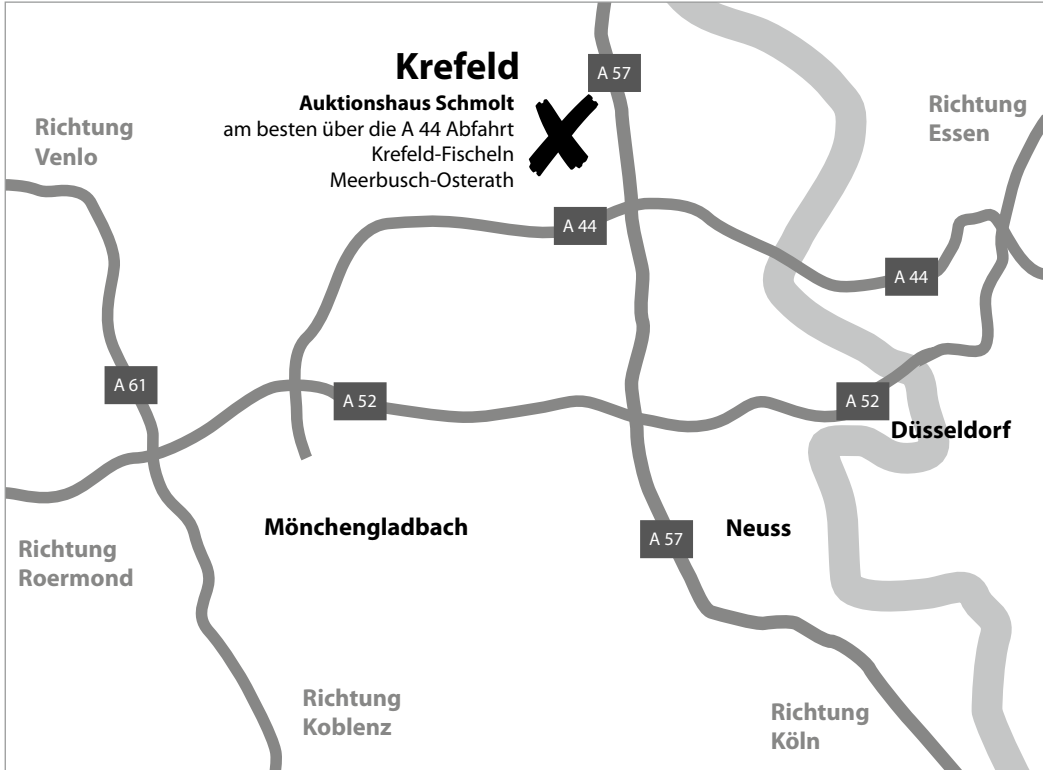 Krefeld
A 57
Auktionshaus Schmolt
am besten über die A 44 Abfahrt
Krefeld-Fischeln
Meerbusch-Osterath
Richtung
Venlo
Richtung
Essen
A 44
A 44
A 61
A 52
A 52
Düsseldorf
Mönchengladbach
A 57
Neuss
Richtung
Roermond
Richtung
Koblenz
Richtung
Köln